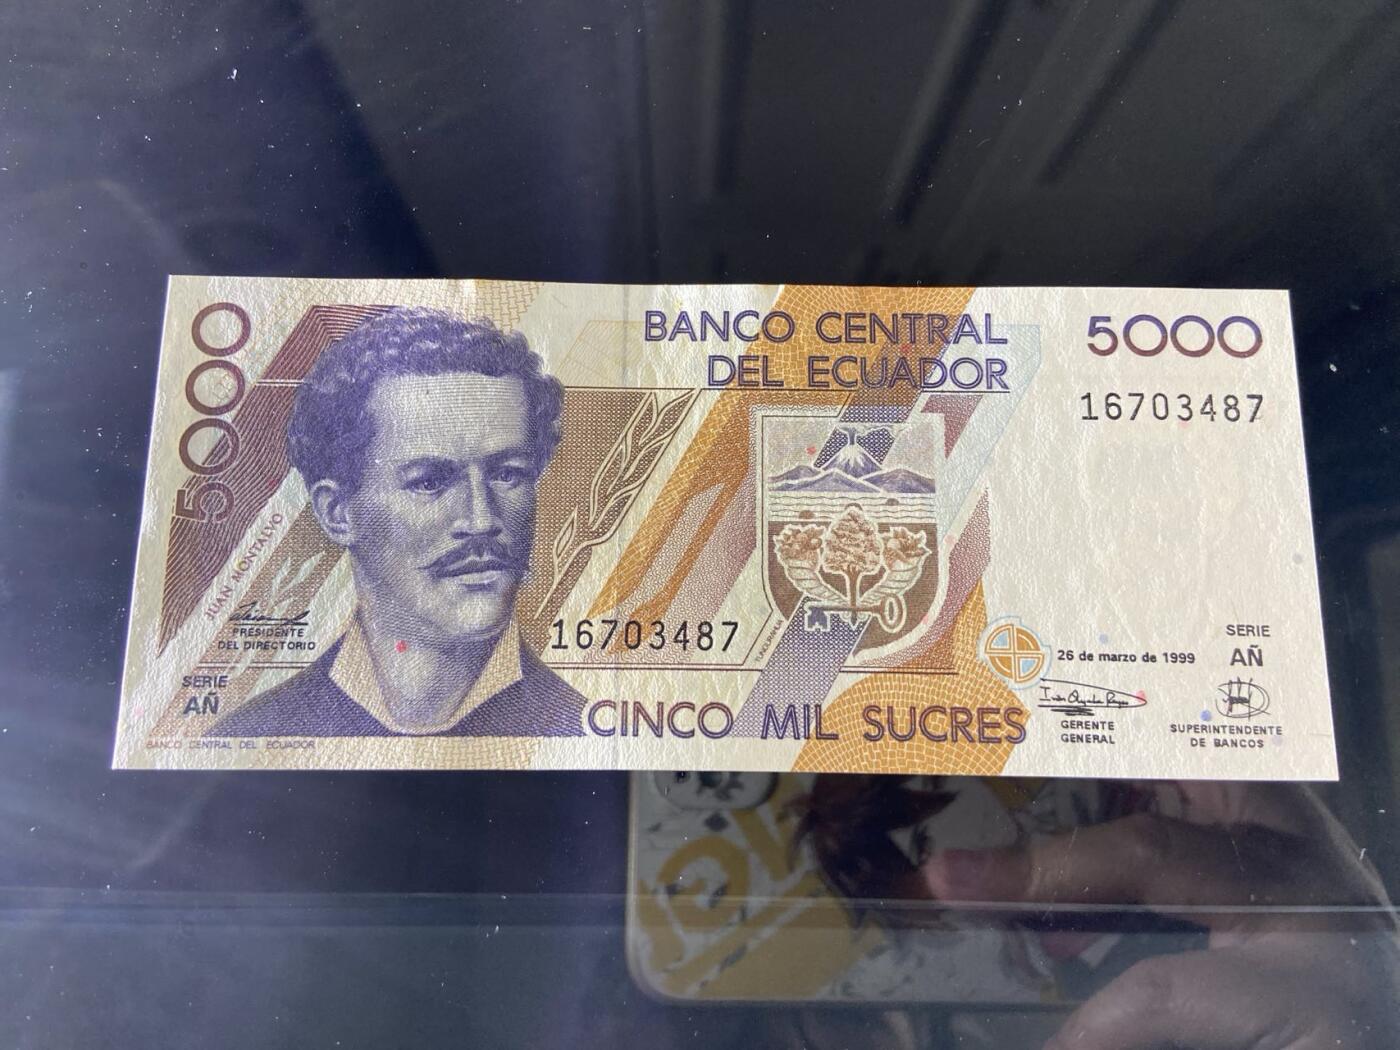 BANCO CENTRAL
DEL ECUADOR
5000
16703487
5000
JUAN MONTALVO
PRESIDENTE
DEL DIRECTORIO
SERIE
AÑ
BANCO CENTRAL DEL ECUADOR
16703487
TUNGURAHUA
CINCO MIL SUCRES
26 de marzo de 1999
SERIE
AÑ
GERENTE
GENERAL
SUPERINTENDENTE
DE BANCOS